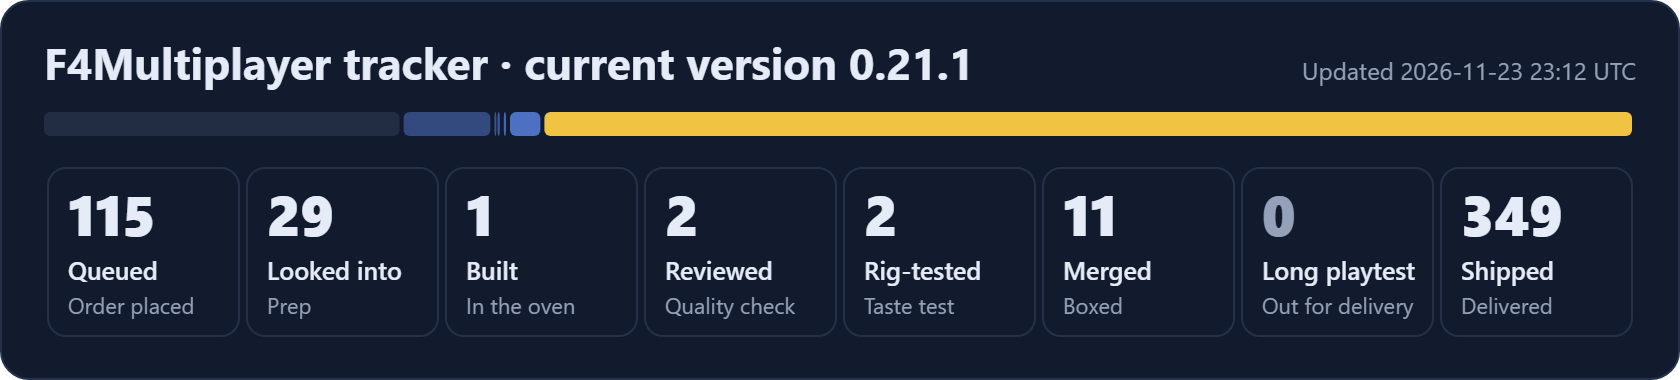 F4Multiplayer tracker · current version 0.21.1
Updated 2026-11-23 23:12 UTC
115
Queued
Order placed
29
Looked into
Prep
1
Built
In the oven
2
Reviewed
Quality check
2
Rig-tested
Taste test
11
Merged
Boxed
0
Long playtest
Out for delivery
349
Shipped
Delivered